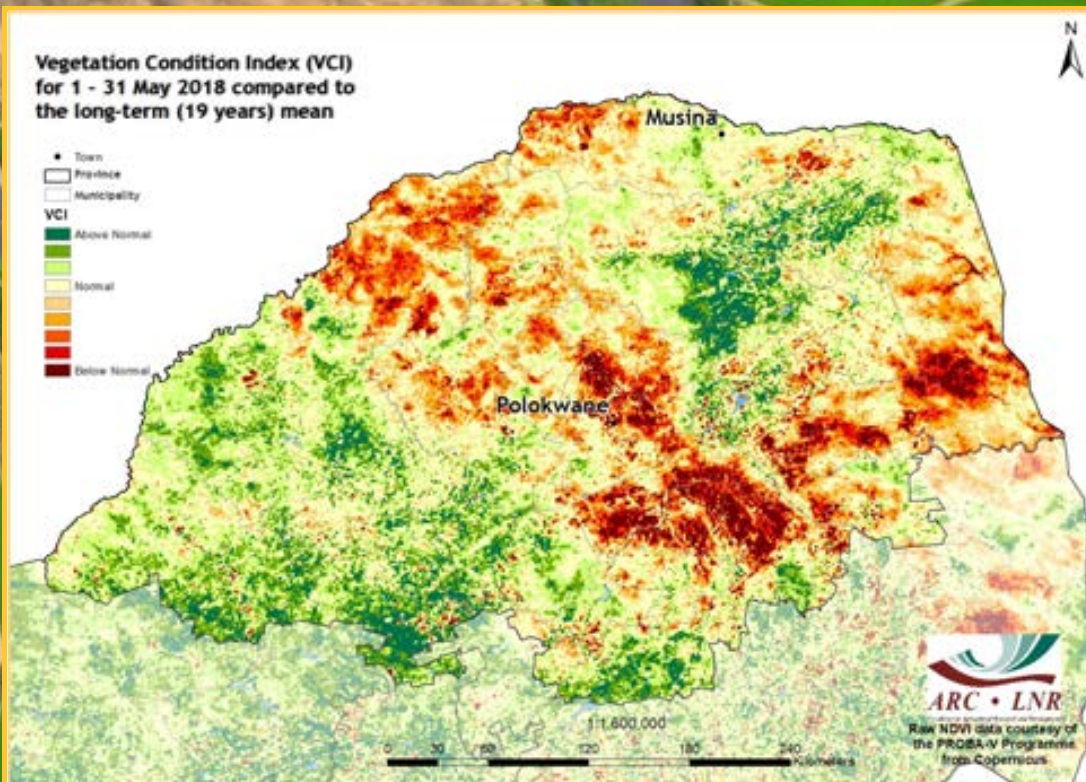 Vegetation Condition Index (VCI)
for 1 - 31 May 2018 compared to
the long-term (19 years) mean
Town
Province
Municipality
VCI
Above Normal
Normal
Below Normal
N
Musina
Polokwane
1:1 600 000
0 30 60 120 180 240
Kilometers
ARC • LNR
Raw NDVI data courtesy of
the PROBA-V Programme
from Copernicus